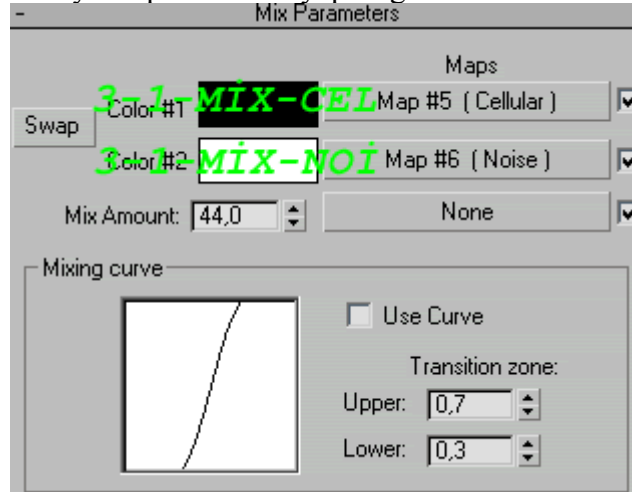 - Mix Parameters
Maps
Swap
Color #1
3-1-MİX-CEL
Map #5 ( Cellular )
Color #2
3-1-MİX-NOİ
Map #6 ( Noise )
Mix Amount: 44,0
None
Mixing curve
Use Curve
Transition zone:
Upper: 0,7
Lower: 0,3